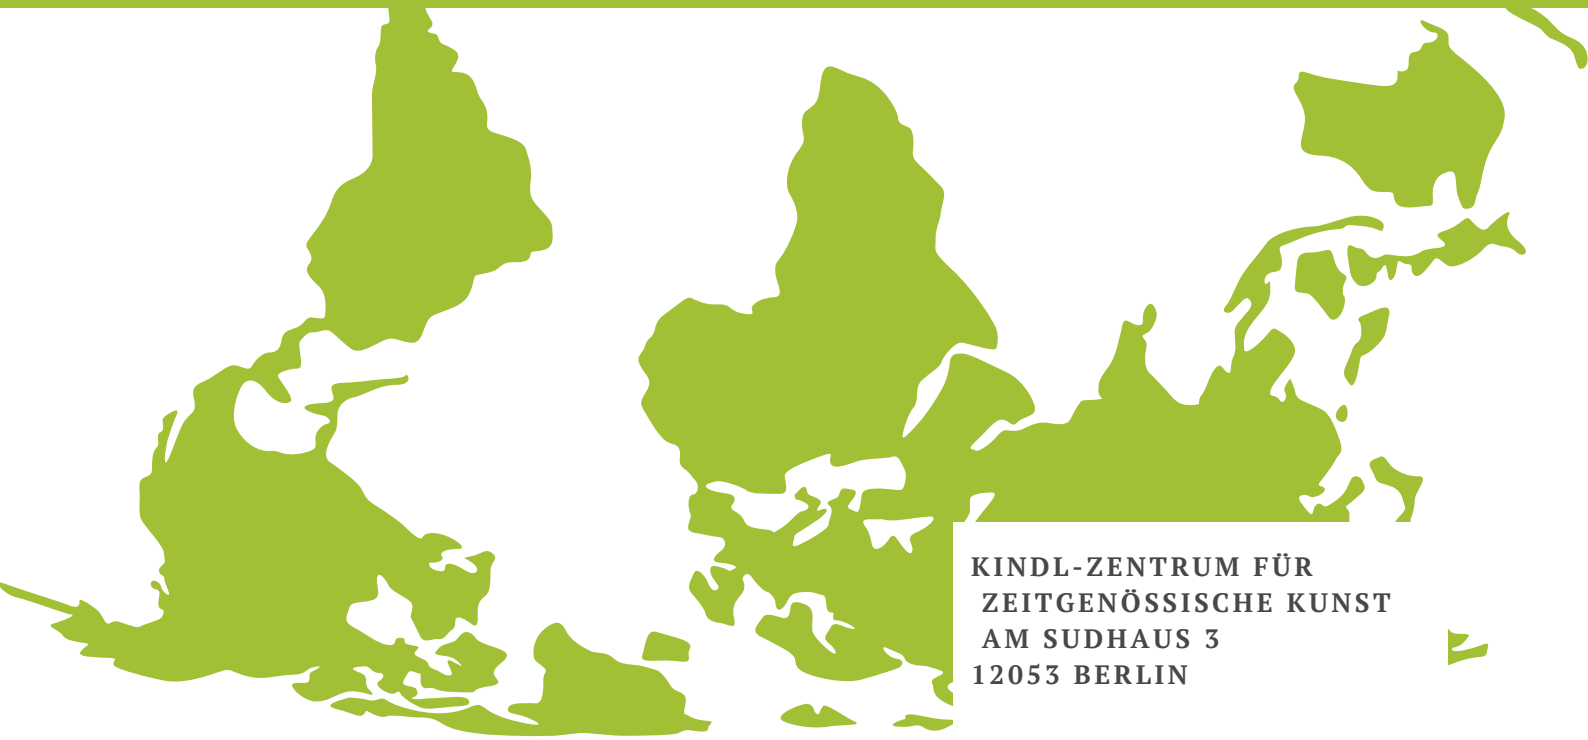 KINDL-ZENTRUM FÜR
ZEITGENÖSSISCHE KUNST
AM SUDHAUS 3
12053 BERLIN